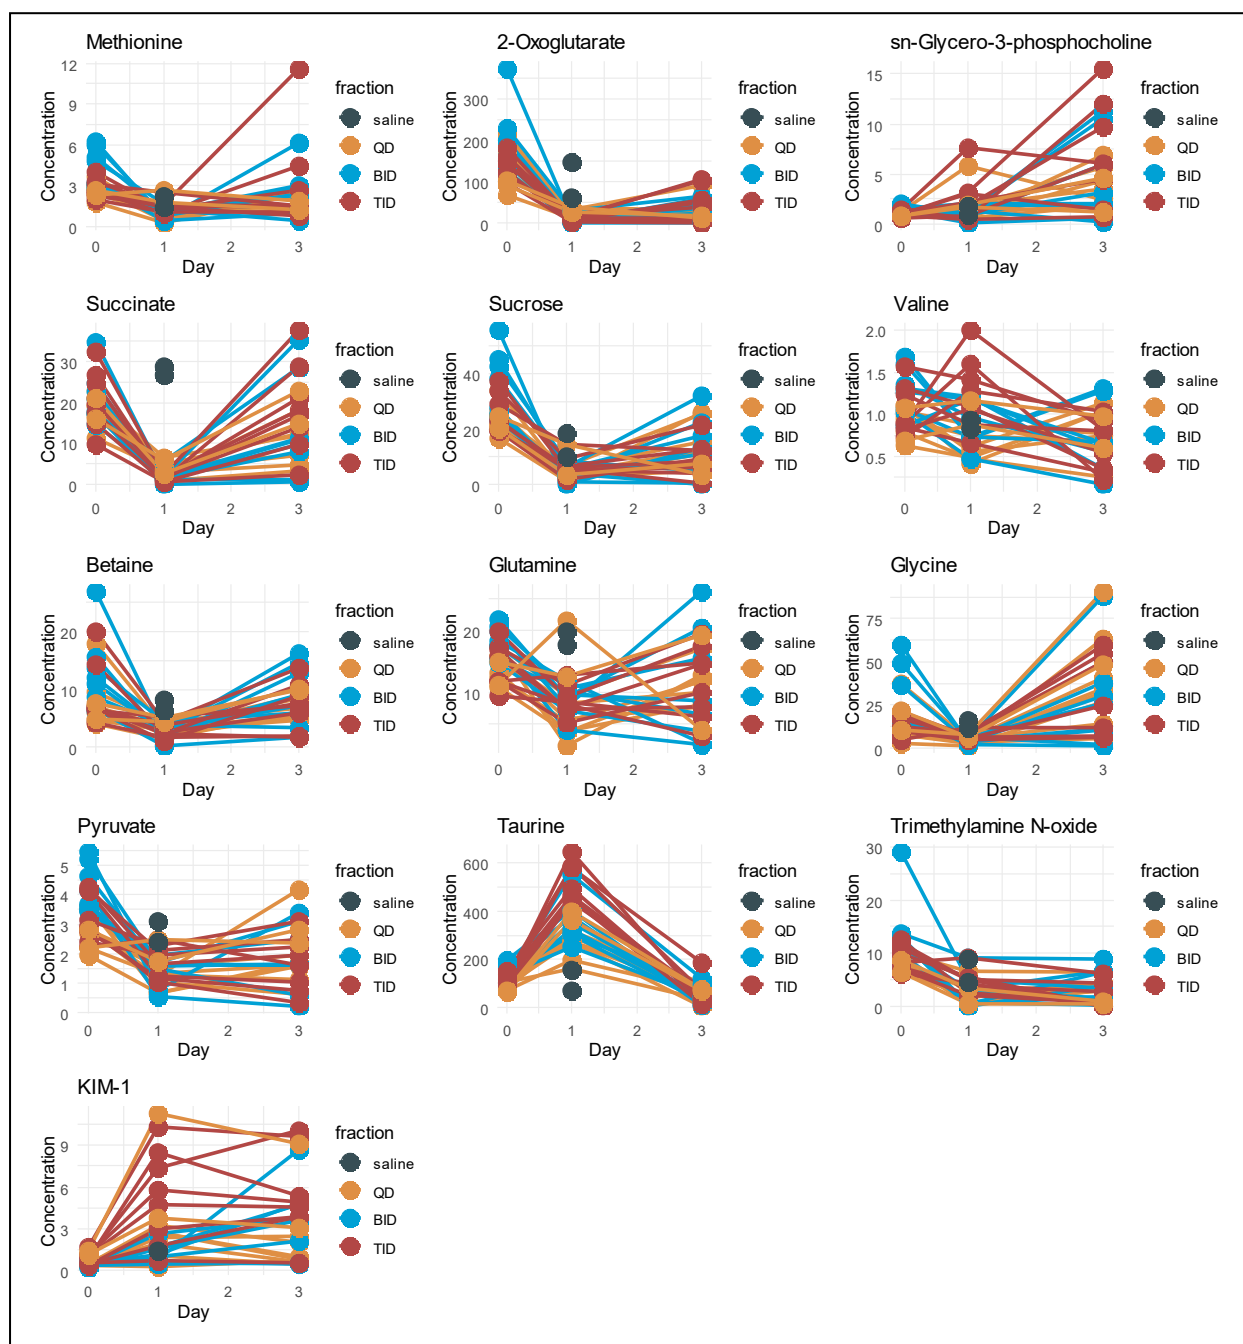 Methionine
12
9
6
3
0
Concentration
0 1 2 3
Day
fraction
saline
QD
BID
TID
2-Oxoglutarate
300
200
100
0
Concentration
0 1 2 3
Day
fraction
saline
QD
BID
TID
sn-Glycero-3-phosphocholine
15
10
5
0
Concentration
0 1 2 3
Day
fraction
saline
QD
BID
TID
Succinate
30
20
10
0
Concentration
0 1 2 3
Day
fraction
saline
QD
BID
TID
Sucrose
40
20
0
Concentration
0 1 2 3
Day
fraction
saline
QD
BID
TID
Valine
2.0
1.5
1.0
0.5
Concentration
0 1 2 3
Day
fraction
saline
QD
BID
TID
Betaine
20
10
0
Concentration
0 1 2 3
Day
fraction
saline
QD
BID
TID
Glutamine
20
10
Concentration
0 1 2 3
Day
fraction
saline
QD
BID
TID
Glycine
75
50
25
0
Concentration
0 1 2 3
Day
fraction
saline
QD
BID
TID
Pyruvate
5
4
3
2
1
0
Concentration
0 1 2 3
Day
fraction
saline
QD
BID
TID
Taurine
600
400
200
0
Concentration
0 1 2 3
Day
fraction
saline
QD
BID
TID
Trimethylamine N-oxide
30
20
10
0
Concentration
0 1 2 3
Day
fraction
saline
QD
BID
TID
KIM-1
9
6
3
0
Concentration
0 1 2 3
Day
fraction
saline
QD
BID
TID